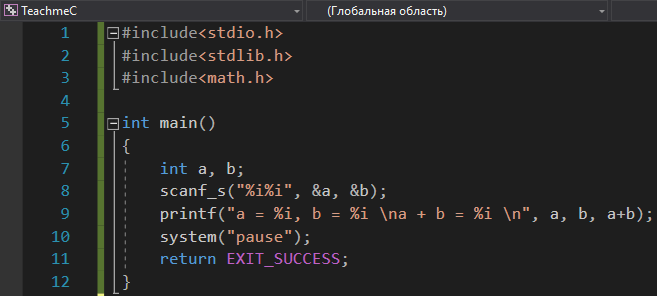 TeachmeC (Глобальная область)
1 #include<stdio.h>
2 #include<stdlib.h>
3 #include<math.h>
4
5 int main()
6 {
7 int a, b;
8 scanf_s("%i%i", &a, &b);
9 printf("a = %i, b = %i \na + b = %i \n", a, b, a+b);
10 system("pause");
11 return EXIT_SUCCESS;
12 }